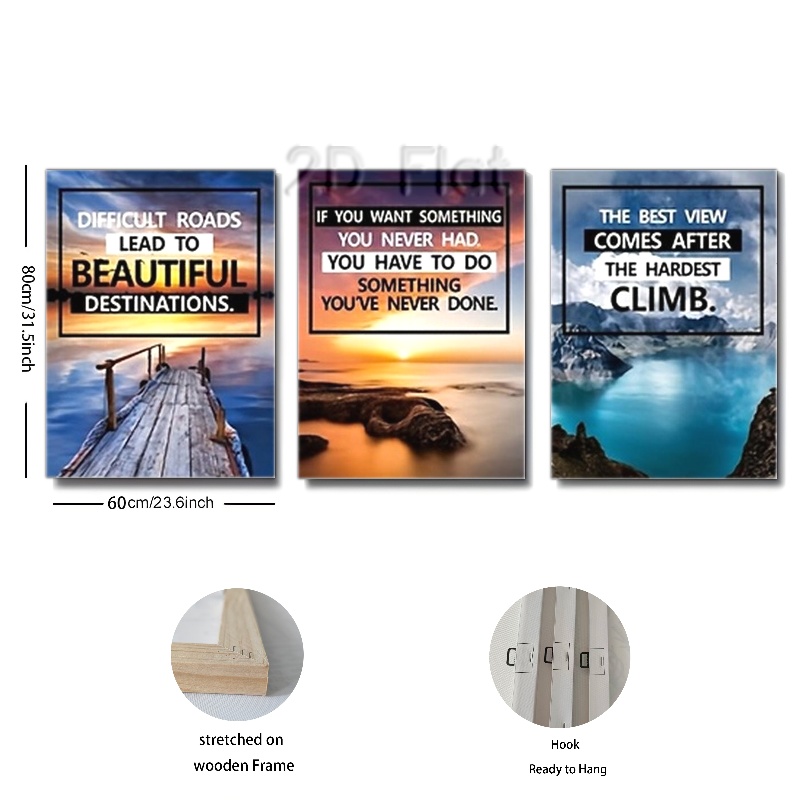 2D Flat
DIFFICULT ROADS
LEAD TO
BEAUTIFUL
DESTINATIONS.
IF YOU WANT SOMETHING
YOU NEVER HAD.
YOU HAVE TO DO
SOMETHING
YOU'VE NEVER DONE.
THE BEST VIEW
COMES AFTER
THE HARDEST
CLIMB.
80cm/31.5inch
60cm/23.6inch
stretched on
wooden Frame
Hook
Ready to Hang